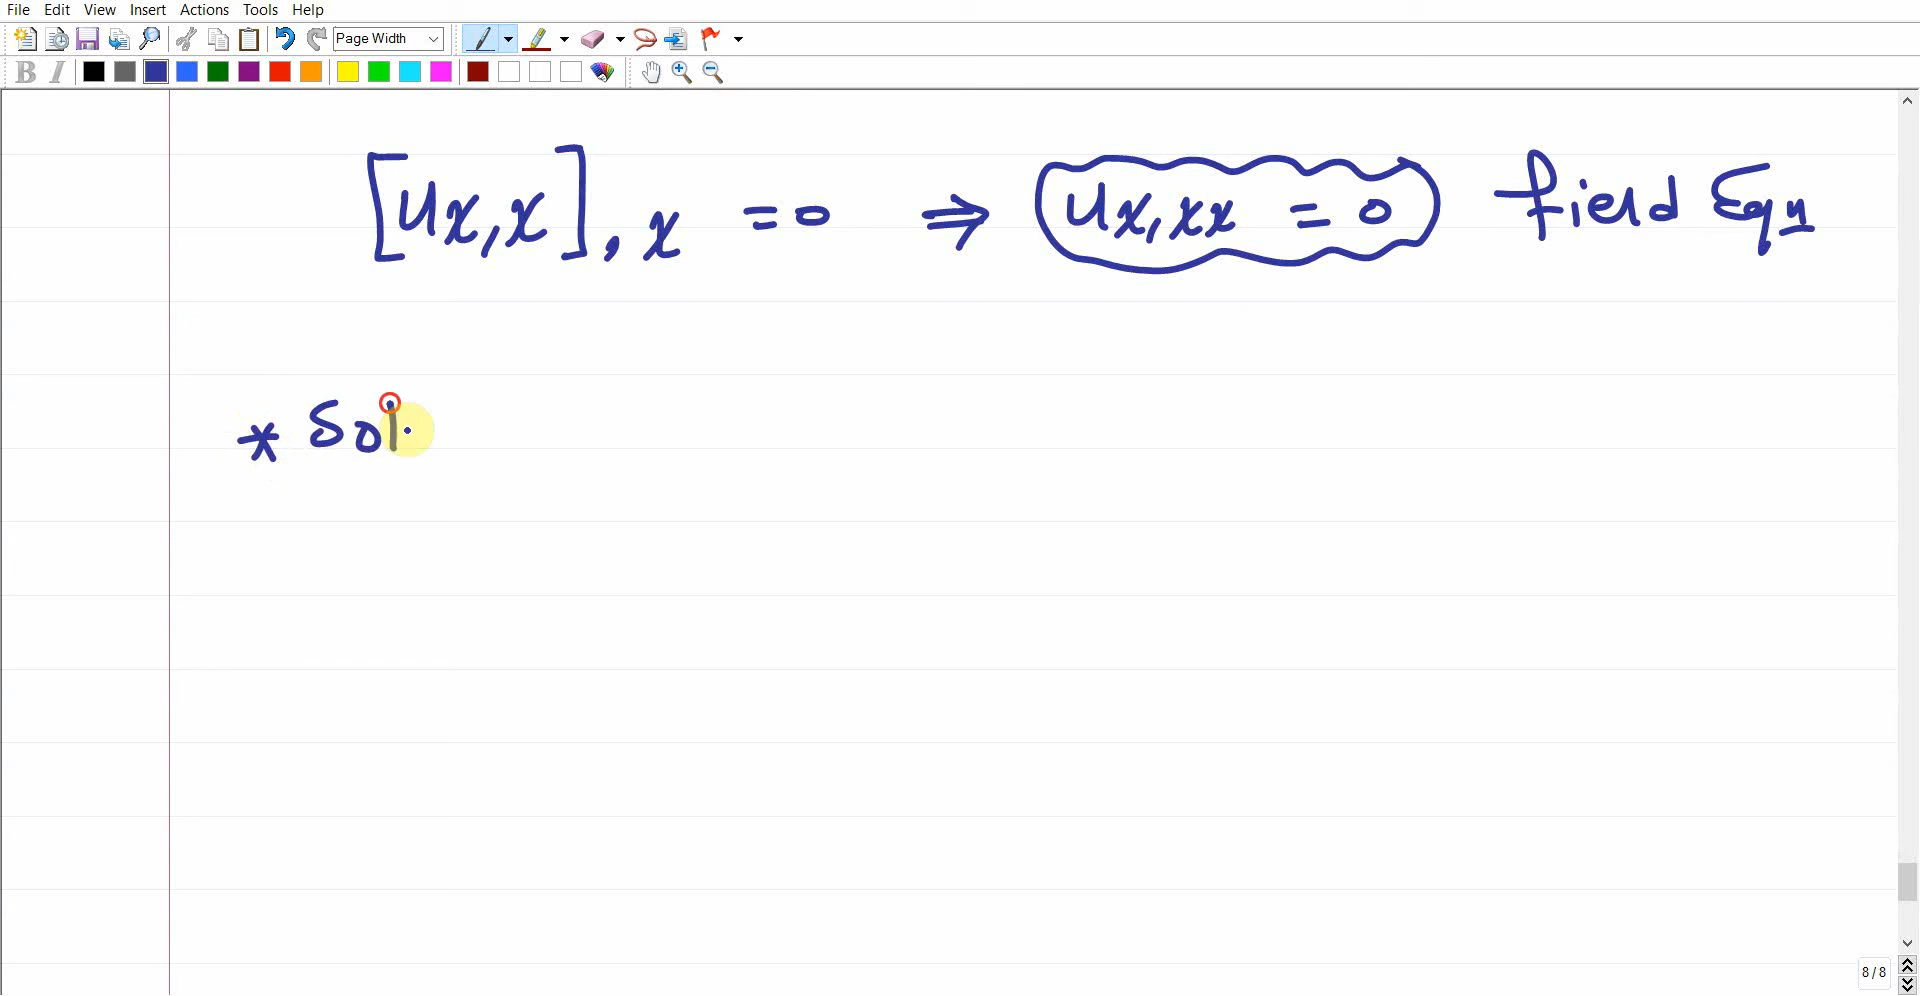 File Edit View Insert Actions Tools Help
Page Width
B I
[Ux,x],x =0 ⇒ Ux,xx = 0 field Eqn
* Sol
8 / 8